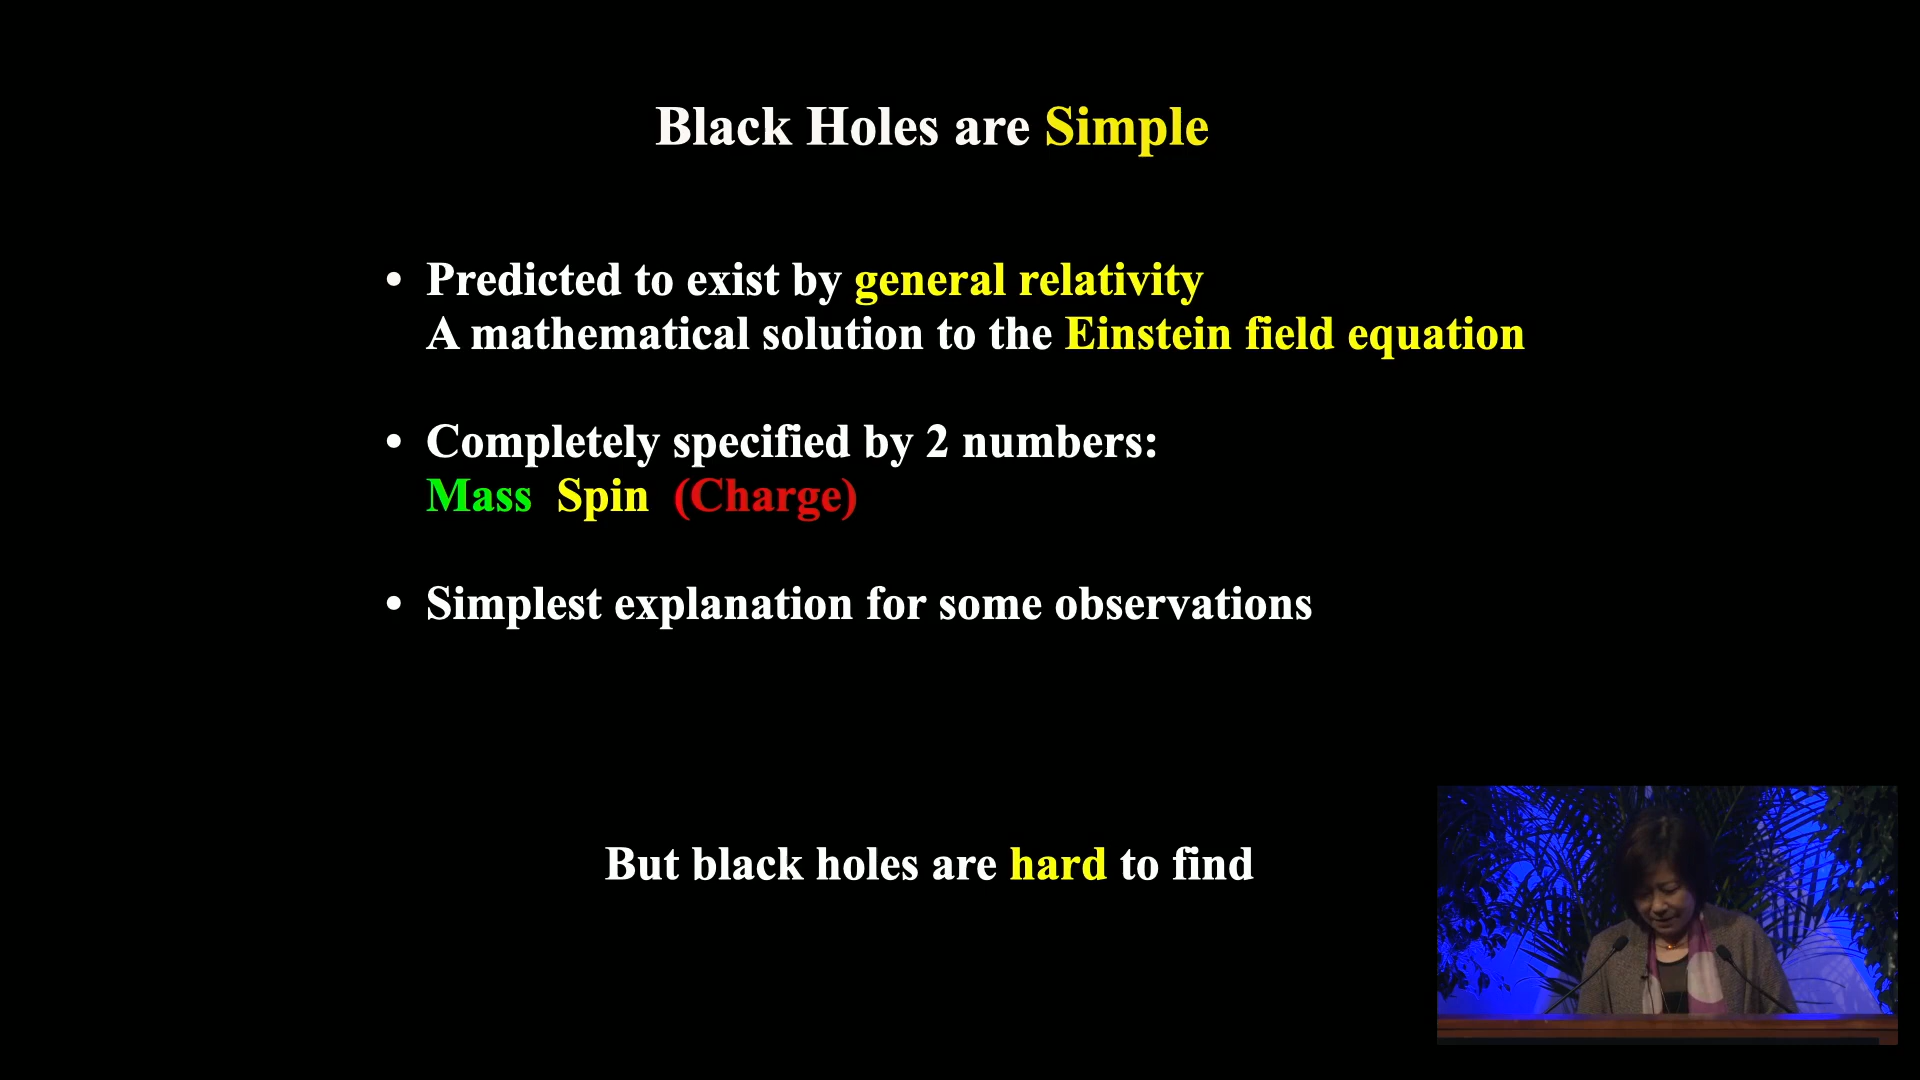 Black Holes are Simple
• Predicted to exist by general relativity
A mathematical solution to the Einstein field equation
• Completely specified by 2 numbers:
Mass Spin (Charge)
• Simplest explanation for some observations
But black holes are hard to find